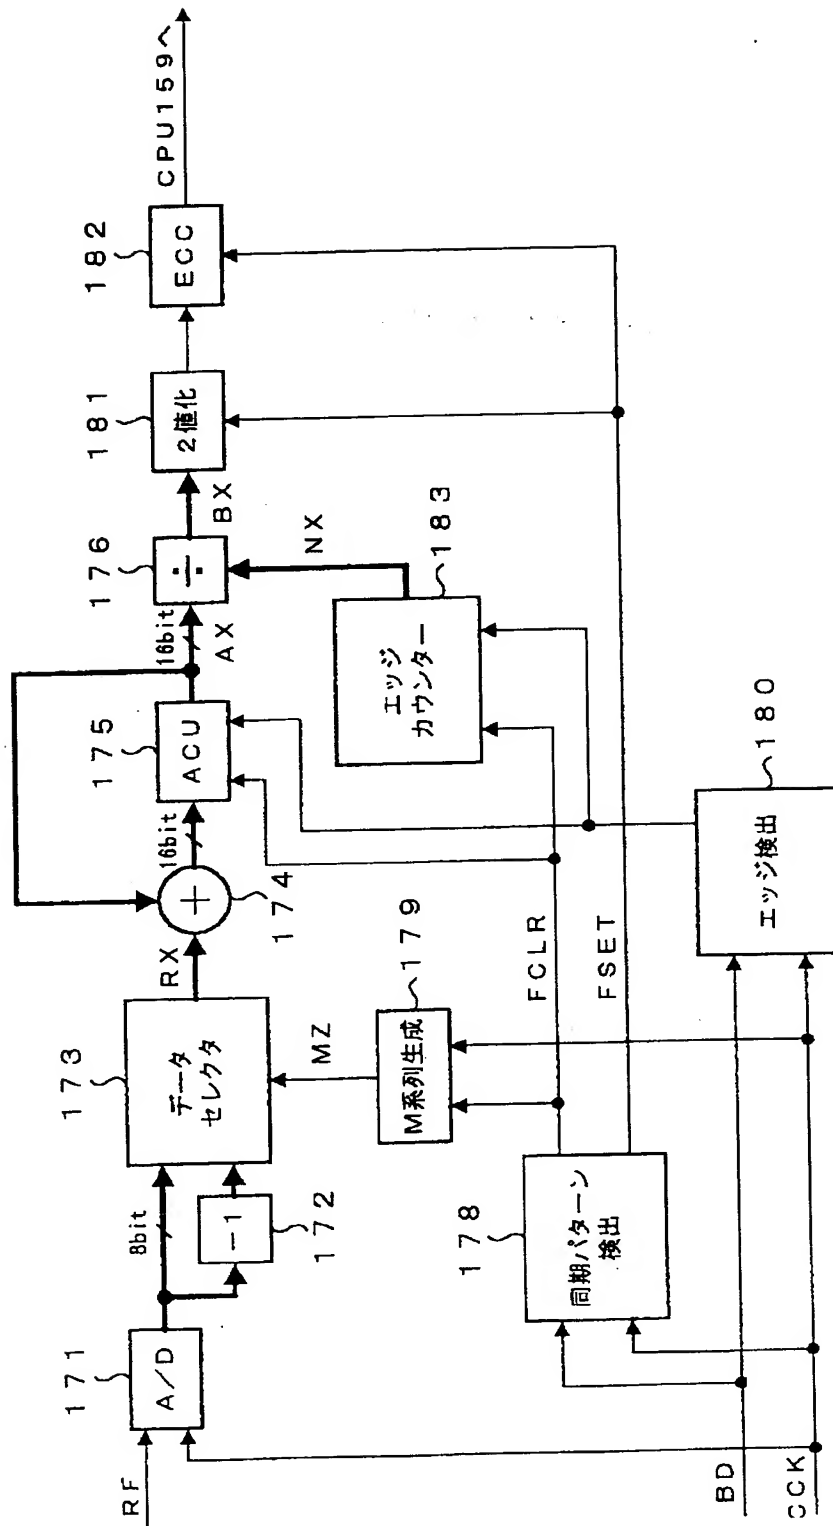 RF
A/D
171
8bit
-1
172
データ
セレクタ
173
RX
+
174
16bit
ACU
175
16bit
AX
÷
176
BX
2値化
181
ECC
182
CPU159へ
NX
エッジ
カウンター
183
MZ
M系列生成
179
FCLR
FSET
同期パターン
検出
178
エッジ検出
180
BD
CCK